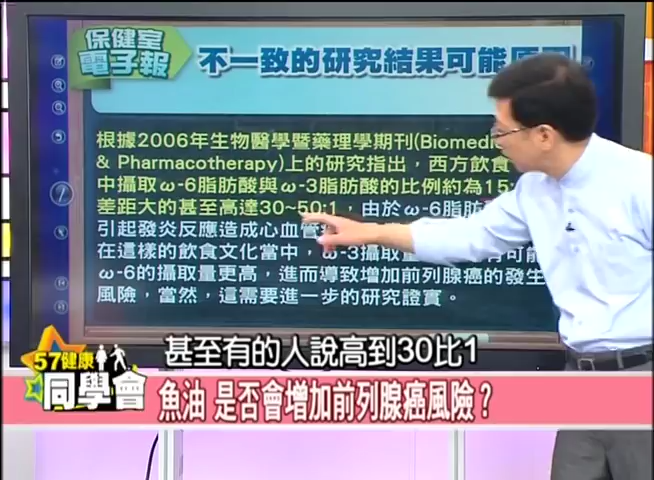 保健室
電子報
不一致的研究結果可能原因
根據2006年生物醫學暨藥理學期刊(Biomedi
& Pharmacotherapy)上的研究指出，西方飲食
中攝取ω-6脂肪酸與ω-3脂肪酸的比例約為15:
差距大的甚至高達30~50:1，由於ω-6脂肪
引起發炎反應造成心血管
在這樣的飲食文化當中，ω-3攝取量 有可能
ω-6的攝取量更高，進而導致增加前列腺癌的發生
風險，當然，這需要進一步的研究證實。
甚至有的人說高到30比1
57健康
同學會
魚油 是否會增加前列腺癌風險？